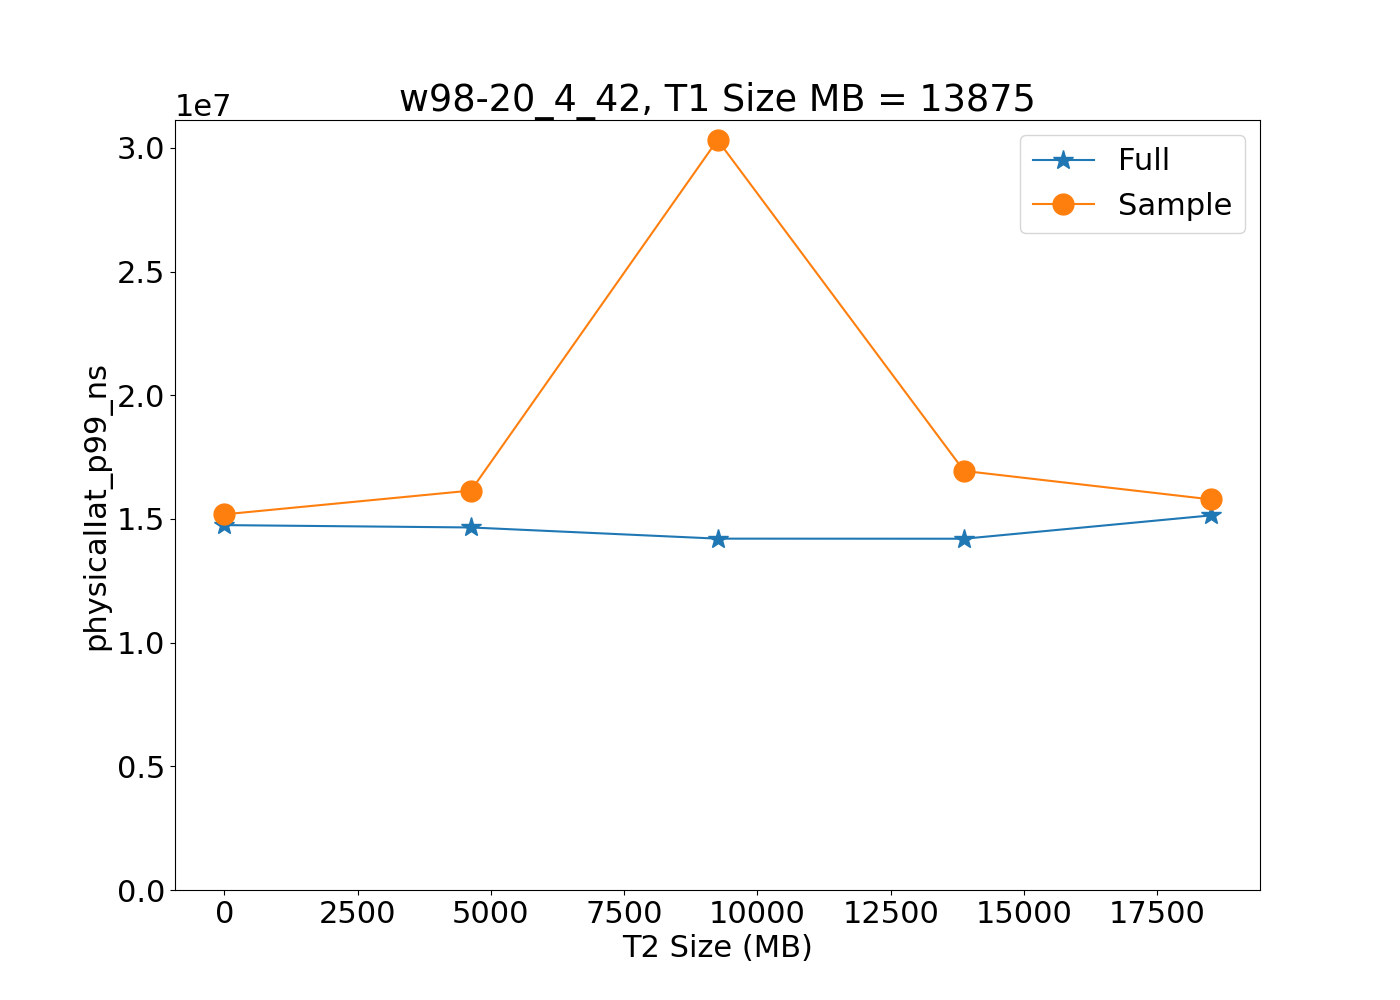 w98-20_4_42, T1 Size MB = 13875
1e7
Full
Sample
3.0
2.5
2.0
1.5
1.0
0.5
0.0
physicallat_p99_ns
0 2500 5000 7500 10000 12500 15000 17500
T2 Size (MB)